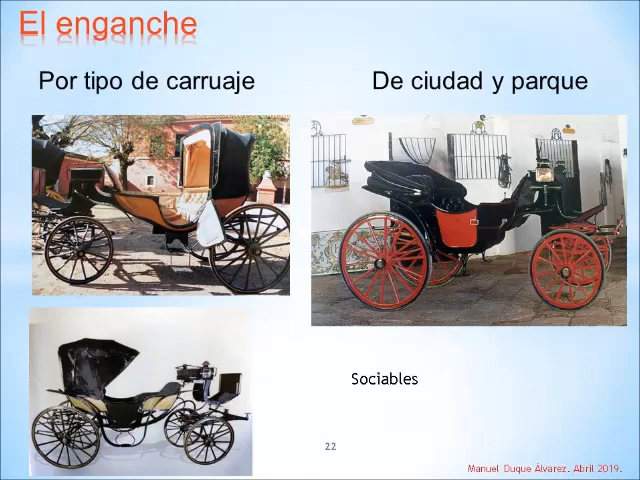 El enganche
Por tipo de carruaje
De ciudad y parque
Sociables
22
Manuel Duque Álvarez. Abril 2019.